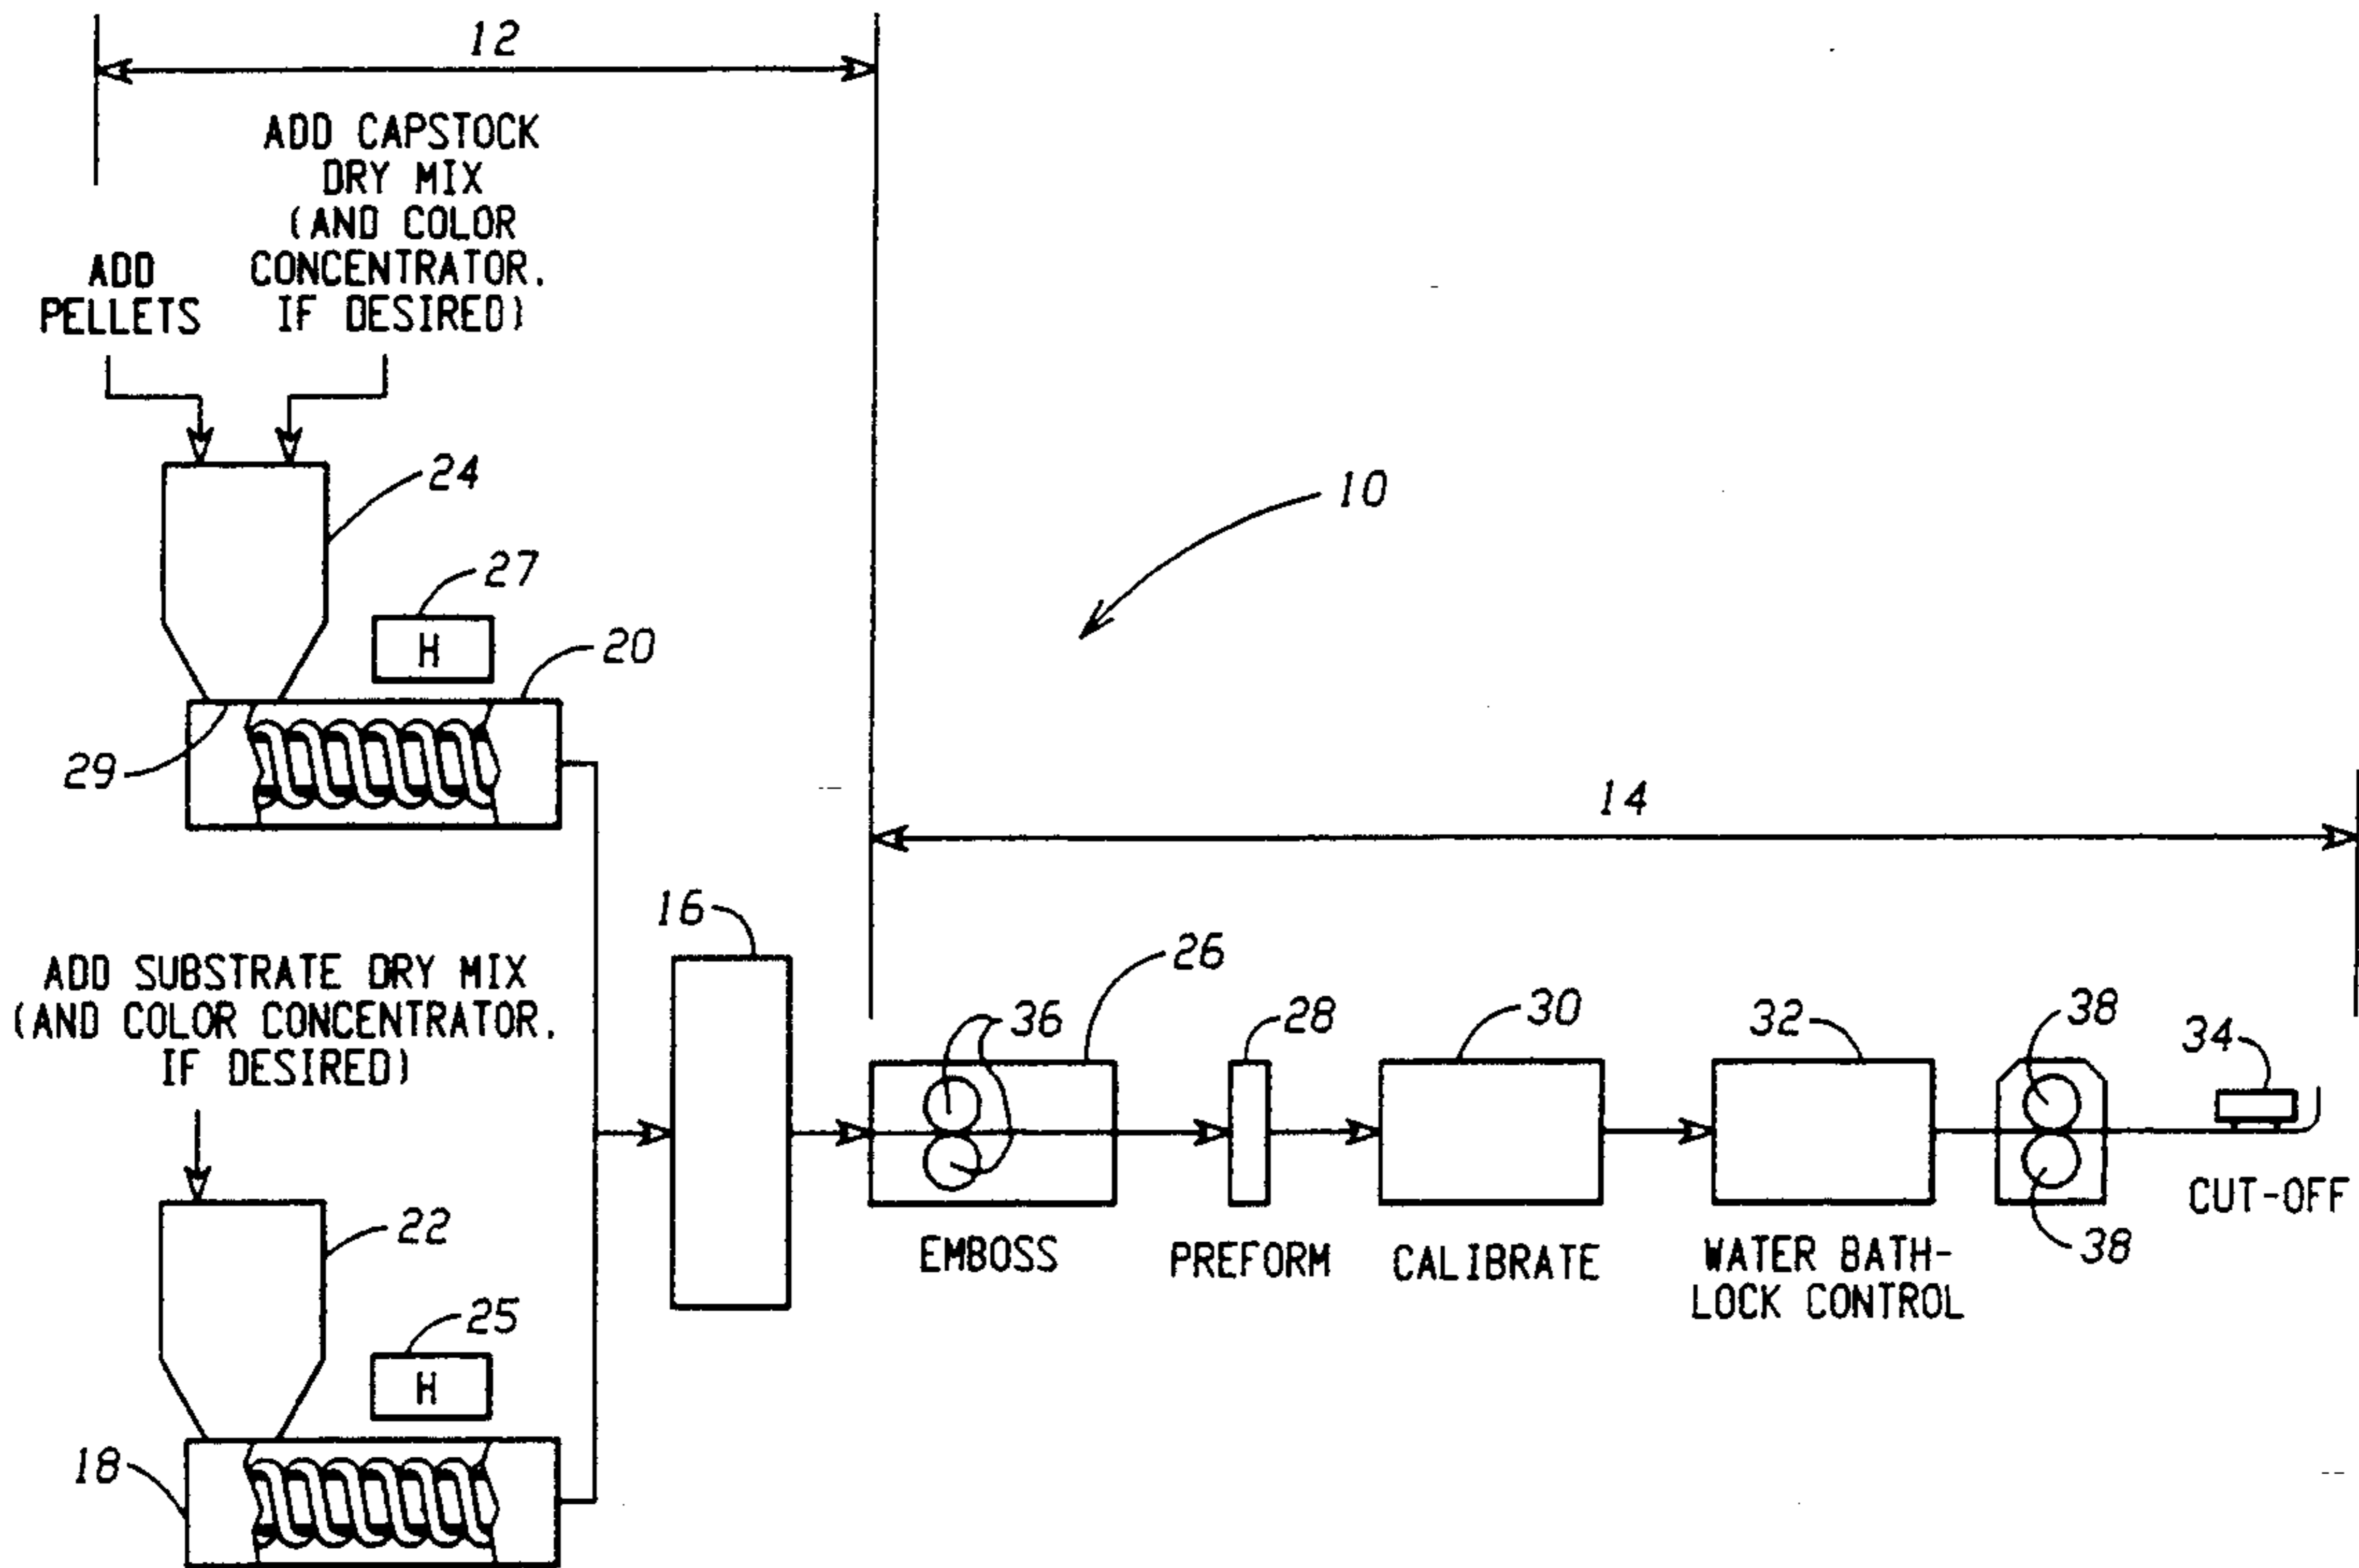 12
ADD CAPSTOCK
DRY MIX
(AND COLOR
CONCENTRATOR,
IF DESIRED)
ADD
PELLETS
24
10
27
H
20
29
14
16
ADD SUBSTRATE DRY MIX
(AND COLOR CONCENTRATOR,
IF DESIRED)
26
36
28
30
32
38
34
22
EMBOSS
PREFORM
CALIBRATE
WATER BATH-
LOCK CONTROL
38
CUT-OFF
25
H
18